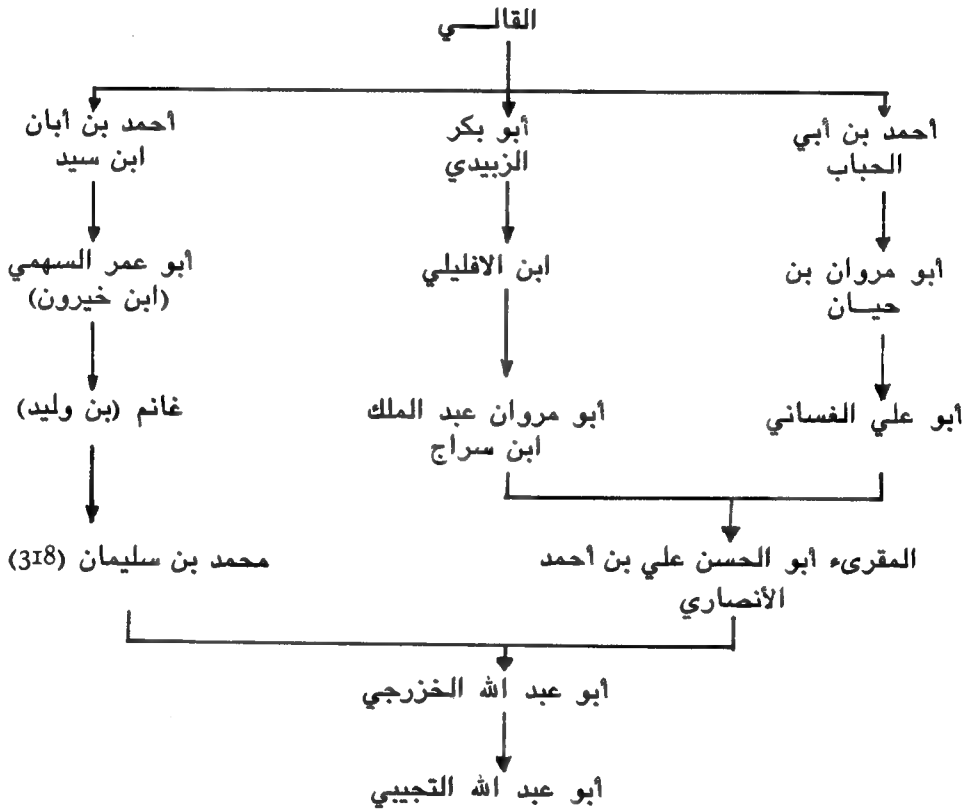 القالـــي
أحمد بن أبي
الحباب
أبو بكر
الزبيدي
أحمد بن أبان
ابن سيد
أبو مروان بن
حيــان
ابن الافليلي
أبو عمر السهمي
(ابن خيرون)
أبو علي الغساني
أبو مروان عبد الملك
ابن سراج
غانم (بن وليد)
المقرىء أبو الحسن علي بن أحمد
الأنصاري
محمد بن سليمان (318)
أبو عبد الله الخزرجي
أبو عبد الله التجيبي